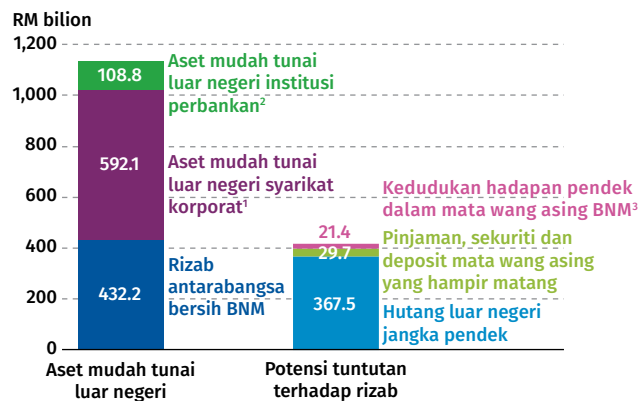 RM bilion
1,200
1,000
800
600
400
200
0
108.8
592.1
432.2
Aset mudah tunai
luar negeri institusi
perbankan²
Aset mudah tunai
luar negeri syarikat
korporat¹
Rizab
antarabangsa
bersih BNM
21.4
29.7
367.5
Kedudukan hadapan pendek
dalam mata wang asing BNM³
Pinjaman, sekuriti dan
deposit mata wang asing
yang hampir matang
Hutang luar negeri
jangka pendek
Aset mudah tunai
luar negeri
Potensi tuntutan
terhadap rizab